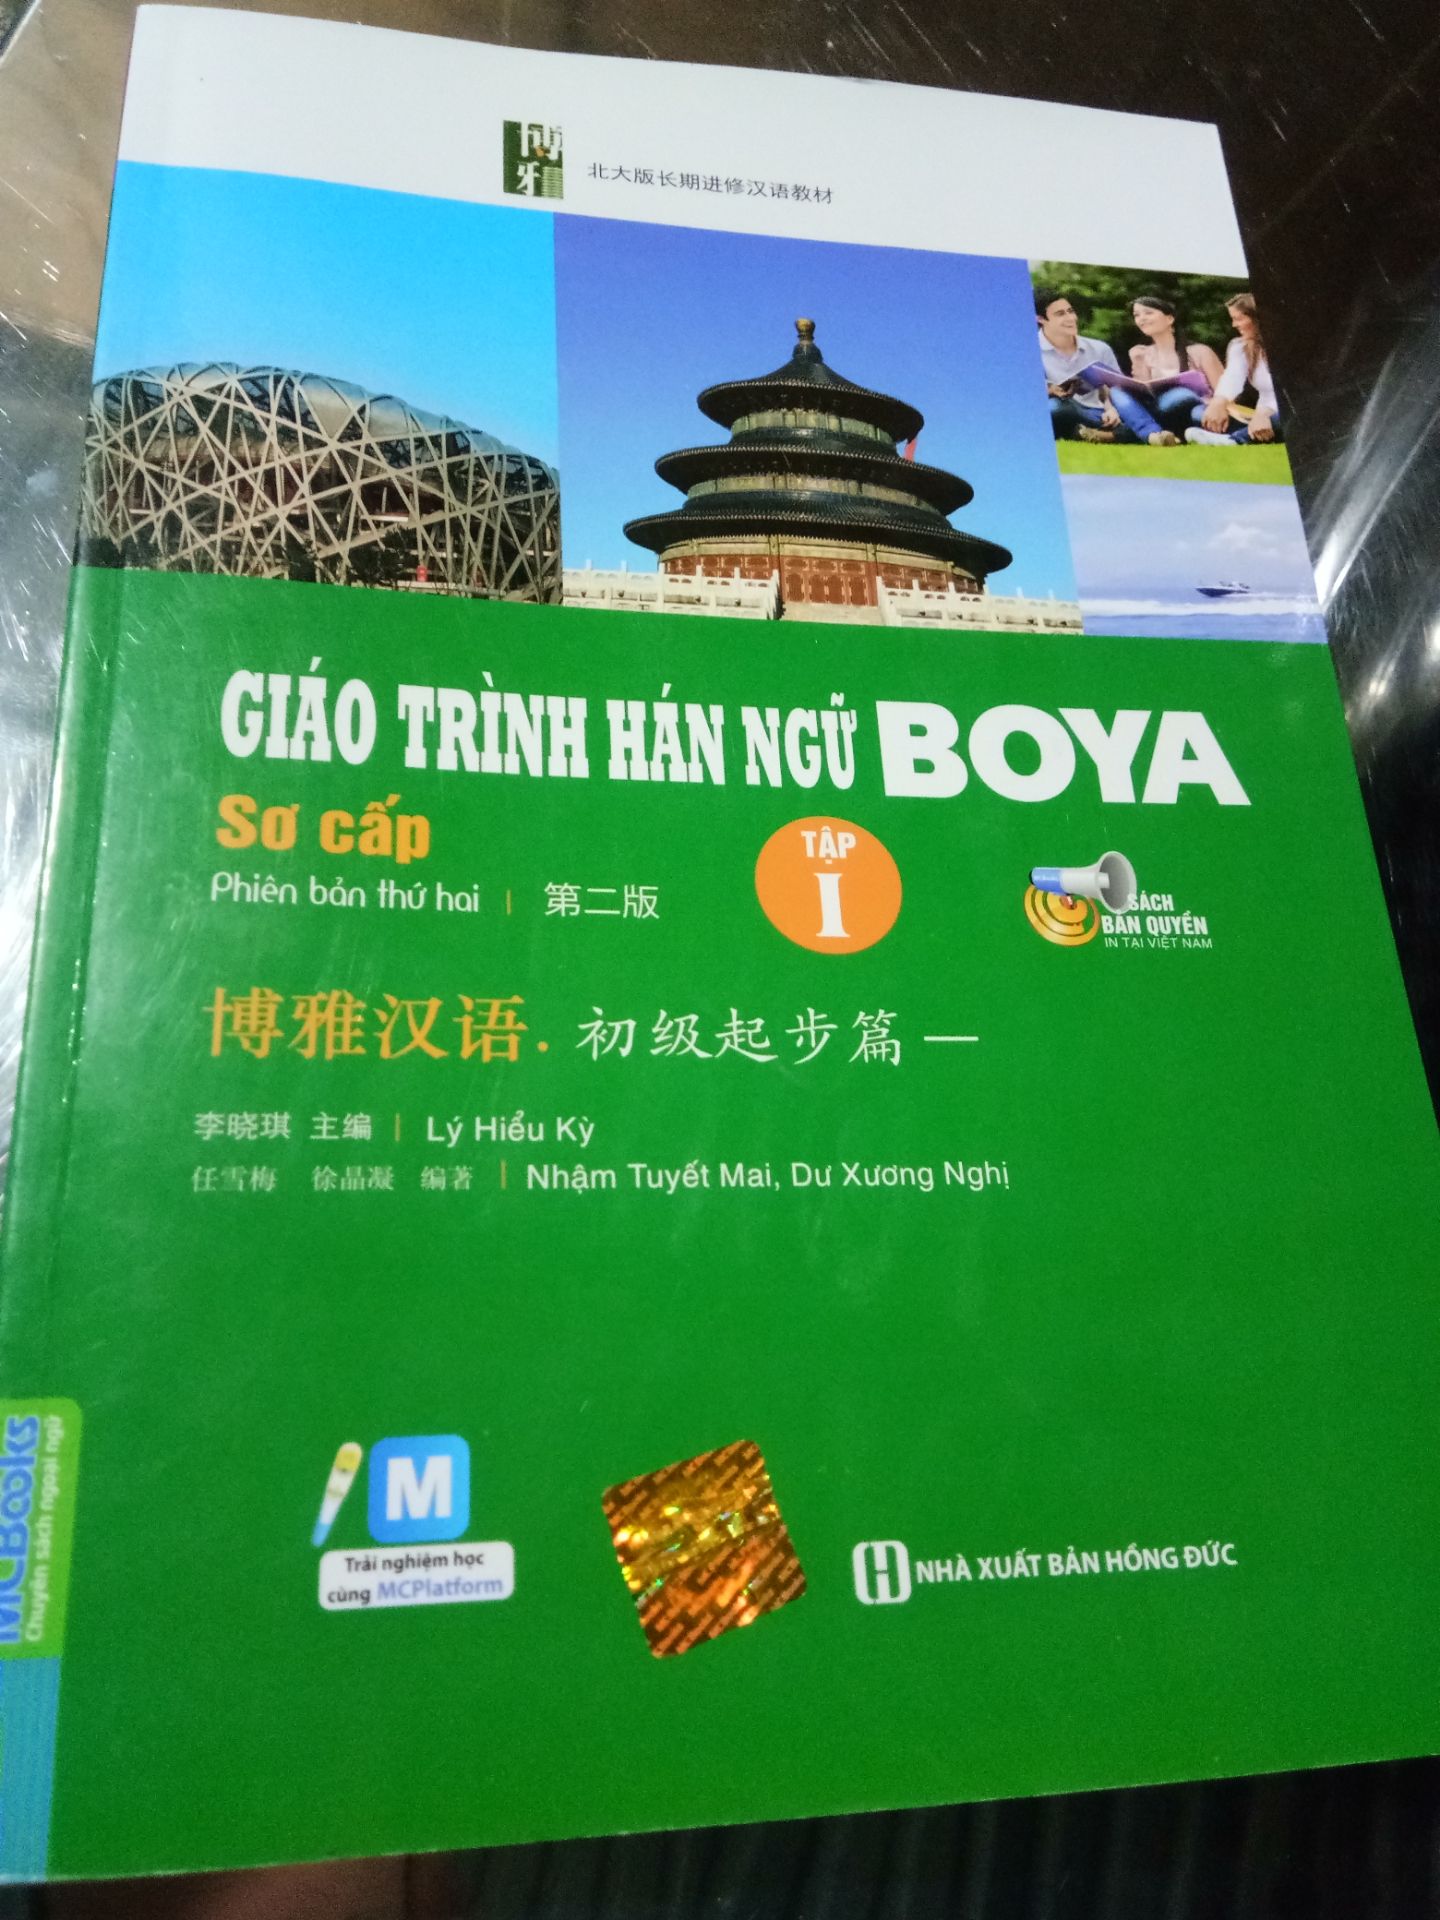 博雅
北大版长期进修汉语教材
GIÁO TRÌNH HÁN NGỮ BOYA
Sơ cấp
TẬP
I
Phiên bản thứ hai | 第二版
SÁCH
BẢN QUYỀN
IN TẠI VIỆT NAM
博雅汉语. 初级起步篇 一
李晓琪 主编 | Lý Hiểu Kỳ
任雪梅 徐晶凝 编著 | Nhậm Tuyết Mai, Dư Xương Nghị
MCBooks
Chuyên sách ngoại ngữ
M
Trải nghiệm học
cùng MCPlatform
NHÀ XUẤT BẢN HỒNG ĐỨC